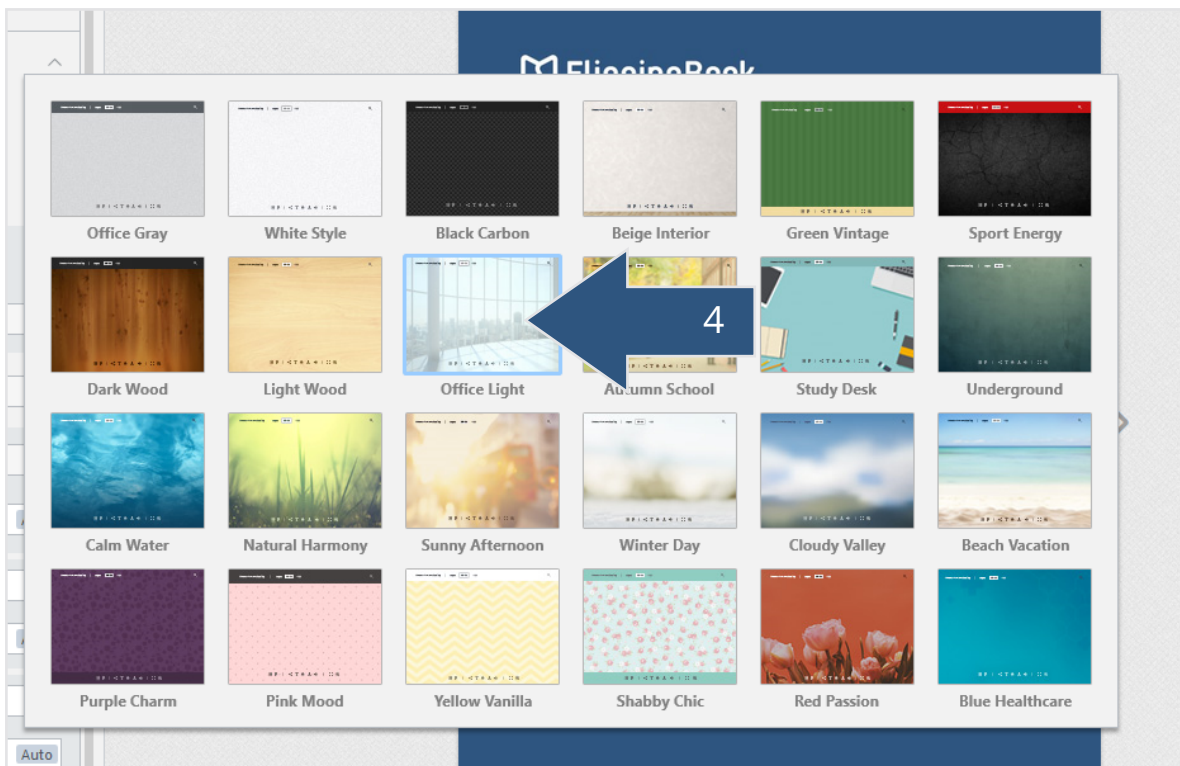 FlippingBook
Office Gray
White Style
Black Carbon
Beige Interior
Green Vintage
Sport Energy
4
Dark Wood
Light Wood
Office Light
Autumn School
Study Desk
Underground
Calm Water
Natural Harmony
Sunny Afternoon
Winter Day
Cloudy Valley
Beach Vacation
Purple Charm
Pink Mood
Yellow Vanilla
Shabby Chic
Red Passion
Blue Healthcare
Auto